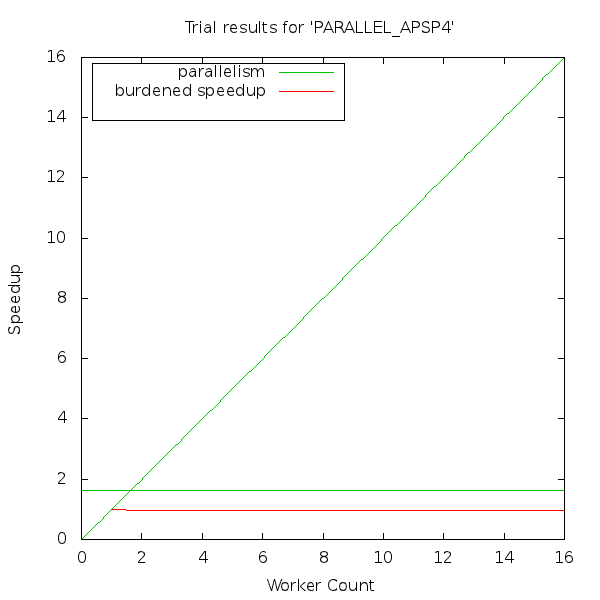 Trial results for 'PARALLEL_APSP4'
parallelism
burdened speedup
16
14
12
10
8
6
4
2
0
Speedup
0 2 4 6 8 10 12 14 16
Worker Count